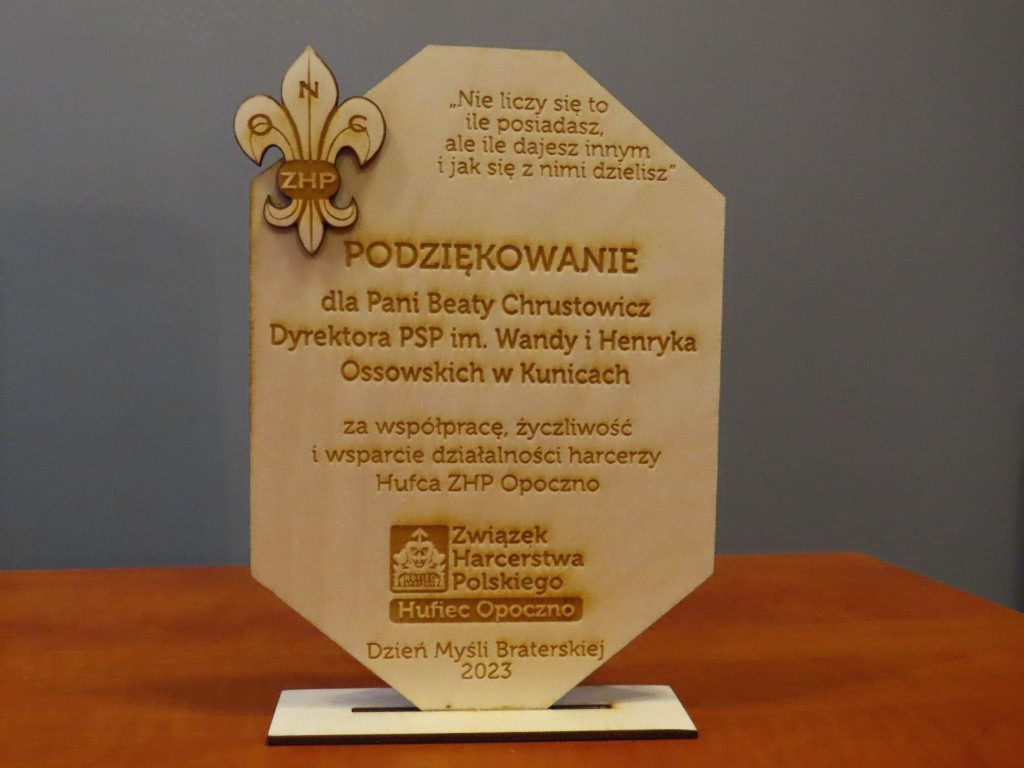 „Nie liczy się to
ile posiadasz,
ale ile dajesz innym
i jak się z nimi dzielisz”
O N C
ZHP
PODZIĘKOWANIE
dla Pani Beaty Chrustowicz
Dyrektora PSP im. Wandy i Henryka
Ossowskich w Kunicach
za współpracę, życzliwość
i wsparcie działalności harcerzy
Hufca ZHP Opoczno
Związek
Harcerstwa
Polskiego
Hufiec Opoczno
Dzień Myśli Braterskiej
2023